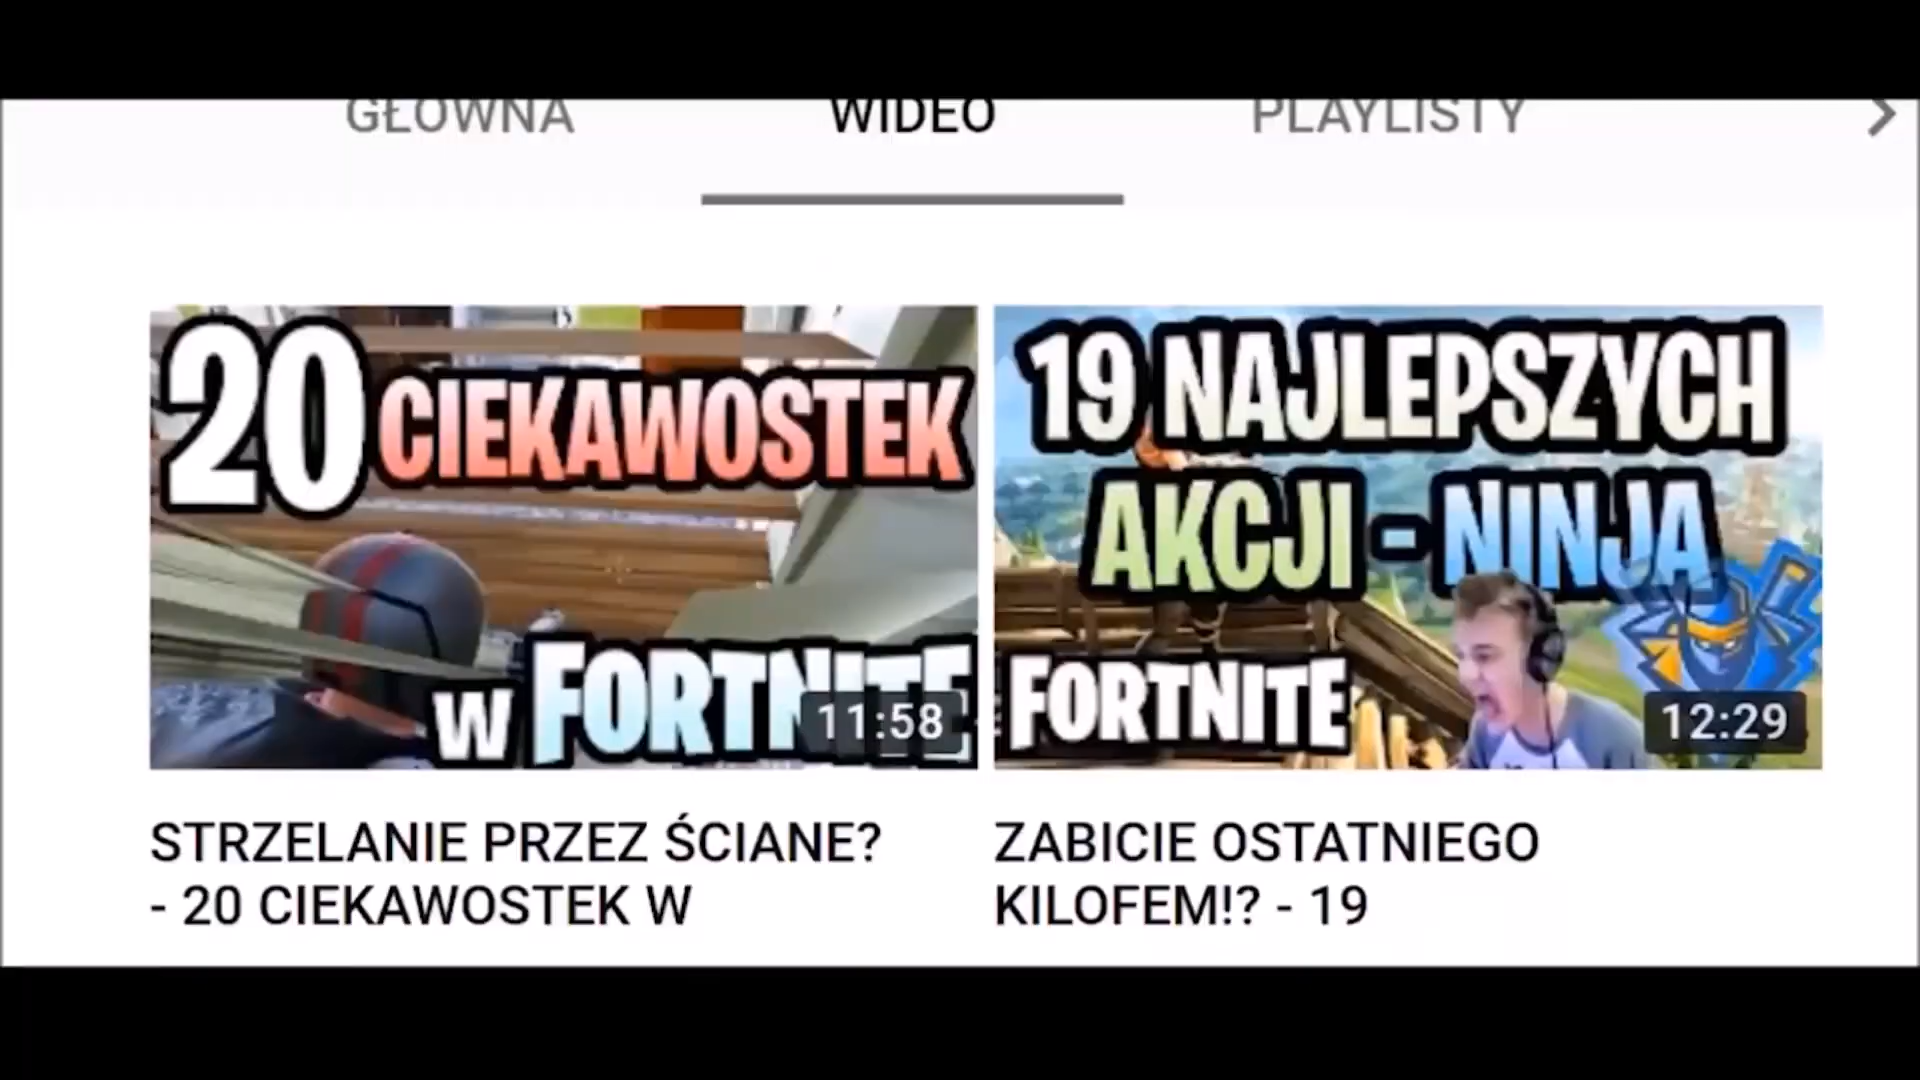 GŁÓWNA WIDEO PLAYLISTY
20 CIEKAWOSTEK
W FORTNITE
11:58
19 NAJLEPSZYCH
AKCJI - NINJA
FORTNITE
12:29
STRZELANIE PRZEZ ŚCIANE?
- 20 CIEKAWOSTEK W
ZABICIE OSTATNIEGO
KILOFEM!? - 19